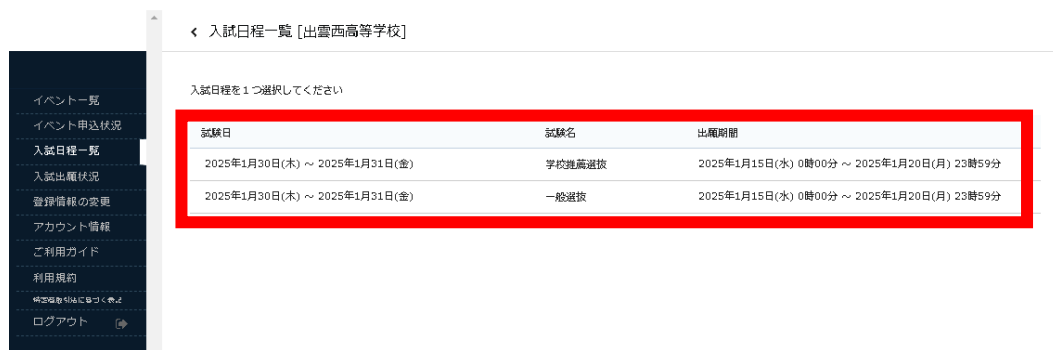 入試日程一覧 [出雲西高等学校]
イベント一覧
イベント申込状況
入試日程一覧
入試出願状況
登録情報の変更
アカウント情報
ご利用ガイド
利用規約
ログアウト
入試日程を１つ選択してください
試験日 試験名 出願期間
2025年1月30日(木) ～ 2025年1月31日(金) 学校推薦選抜 2025年1月15日(水) 0時00分 ～ 2025年1月20日(月) 23時59分
2025年1月30日(木) ～ 2025年1月31日(金) 一般選抜 2025年1月15日(水) 0時00分 ～ 2025年1月20日(月) 23時59分